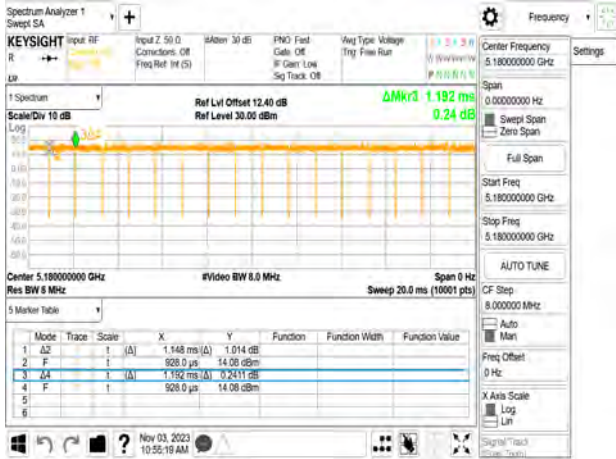 Spectrum Analyzer 1
Swept SA
+
Frequency
KEYSIGHT
Input: RF
Input Z: 50 Ω
#Atten: 30 dB
PNO: Fast
Avg Type: Voltage
R
Corrections: Off
Gate: Off
Trig: Free Run
Freq Ref: Int (S)
IF Gain: Low
Sig Track: Off
P N N N N N
Center Frequency
5.180000000 GHz
Settings
Span
0.00000000 Hz
Swept Span
Zero Span
Full Span
Start Freq
5.180000000 GHz
Stop Freq
5.180000000 GHz
AUTO TUNE
CF Step
8.000000 MHz
Auto
Man
Freq Offset
0 Hz
X Axis Scale
Log
Lin
1 Spectrum
Ref Lvl Offset 12.40 dB
ΔMkr3 1.192 ms
Scale/Div 10 dB
Ref Level 30.00 dBm
0.24 dB
Log
3Δ4
Center 5.180000000 GHz
#Video BW 8.0 MHz
Span 0 Hz
Res BW 8 MHz
Sweep 20.0 ms (10001 pts)
5 Marker Table
Mode Trace Scale X Y Function Function Width Function Value
1 Δ2 t (Δ) 1.148 ms (Δ) 1.014 dB
2 F t 928.0 µs 14.08 dBm
3 Δ4 t (Δ) 1.192 ms (Δ) 0.2411 dB
4 F t 928.0 µs 14.08 dBm
5
6
?
Nov 03, 2023
10:55:19 AM